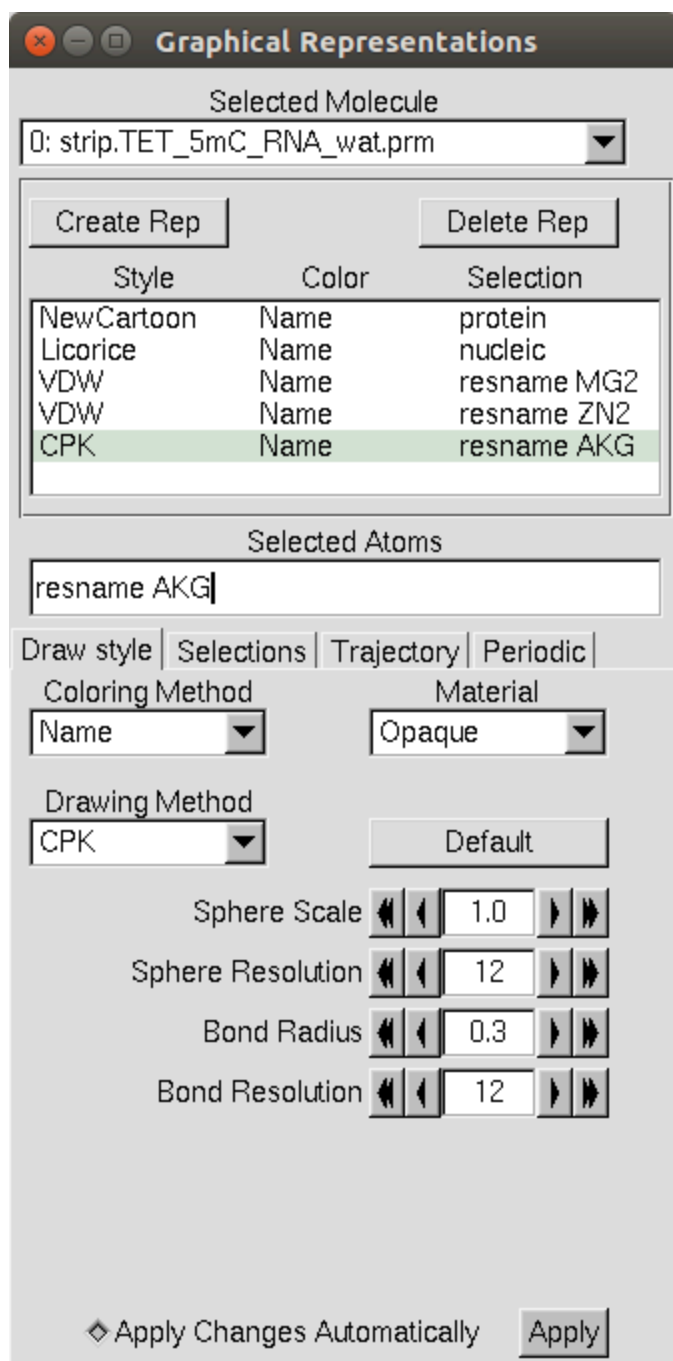 Graphical Representations
Selected Molecule
0: strip.TET_5mC_RNA_wat.prm
Create Rep Delete Rep
Style Color Selection
NewCartoon Name protein
Licorice Name nucleic
VDW Name resname MG2
VDW Name resname ZN2
CPK Name resname AKG
Selected Atoms
resname AKG
Draw style Selections Trajectory Periodic
Coloring Method Material
Name Opaque
Drawing Method
CPK Default
Sphere Scale 1.0
Sphere Resolution 12
Bond Radius 0.3
Bond Resolution 12
Apply Changes Automatically Apply